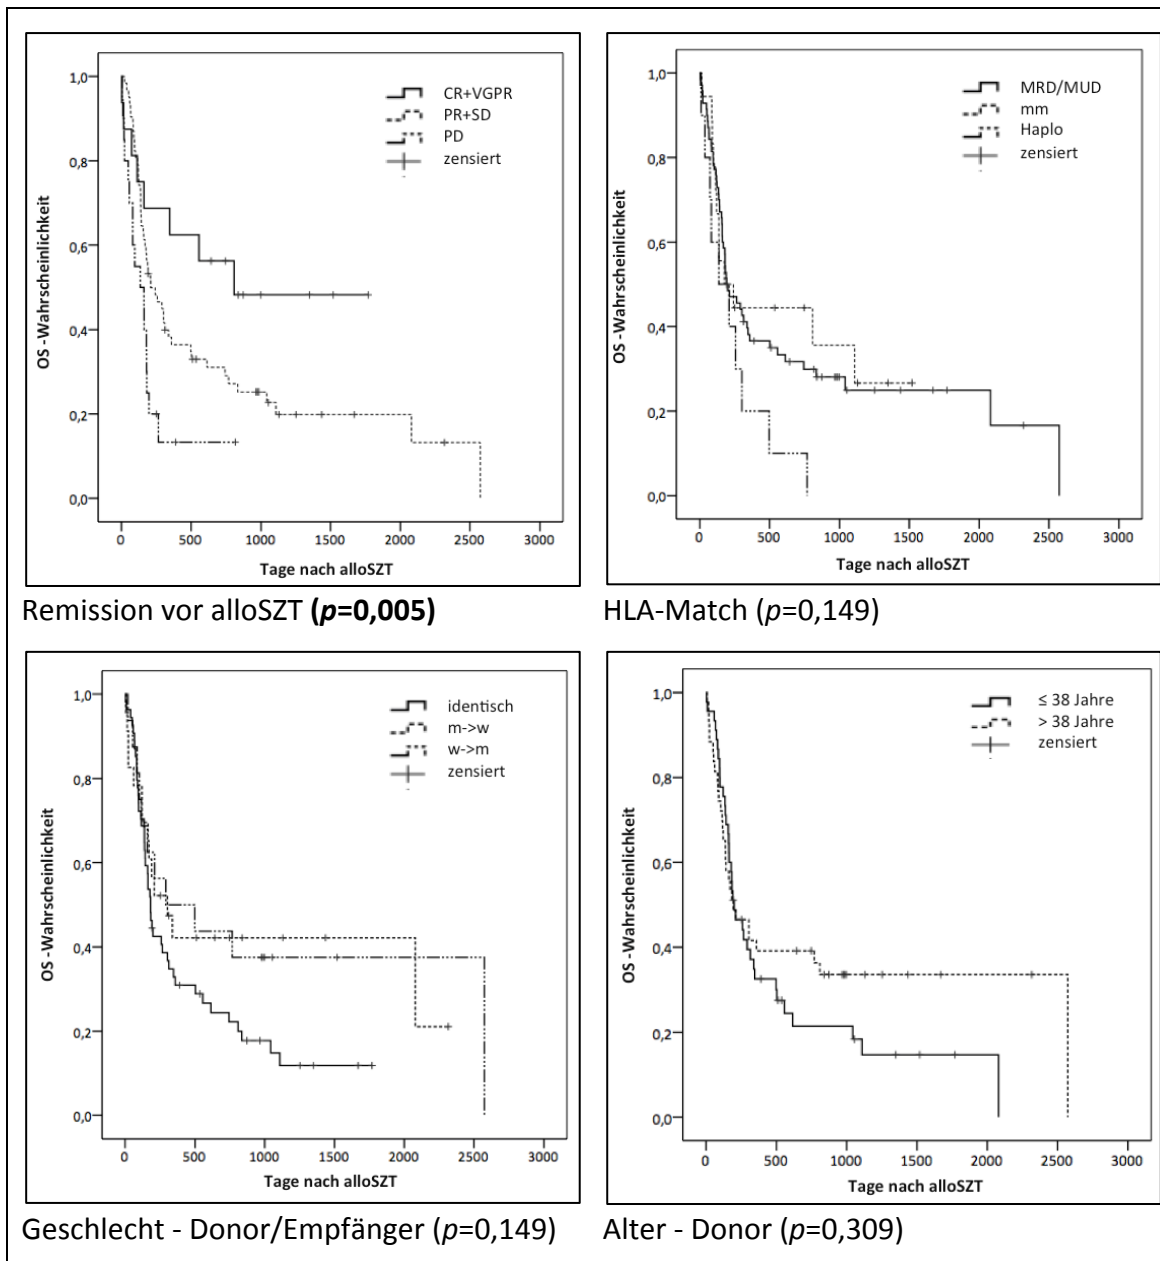 CR+VGPR
PR+SD
PD
zensiert
1,0
0,8
0,6
0,4
0,2
0,0
OS -Wahrscheinlichkeit
0 500 1000 1500 2000 2500 3000
Tage nach alloSZT
Remission vor alloSZT (p=0,005)
MRD/MUD
mm
Haplo
zensiert
1,0
0,8
0,6
0,4
0,2
0,0
OS -Wahrscheinlichkeit
0 500 1000 1500 2000 2500 3000
Tage nach alloSZT
HLA-Match (p=0,149)
identisch
m->w
w->m
zensiert
1,0
0,8
0,6
0,4
0,2
0,0
OS -Wahrscheinlichkeit
0 500 1000 1500 2000 2500 3000
Tage nach alloSZT
Geschlecht - Donor/Empfänger (p=0,149)
≤ 38 Jahre
> 38 Jahre
zensiert
1,0
0,8
0,6
0,4
0,2
0,0
OS -Wahrscheinlichkeit
0 500 1000 1500 2000 2500 3000
Tage nach alloSZT
Alter - Donor (p=0,309)